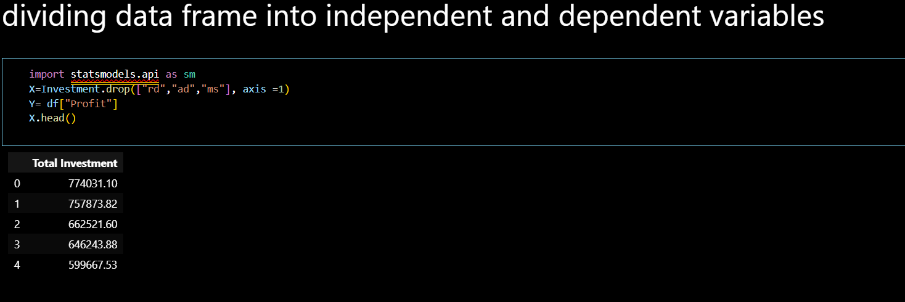 dividing data frame into independent and dependent variables
import statsmodels.api as sm
X=Investment.drop(["rd","ad","ms"], axis =1)
Y= df["Profit"]
X.head()
Total Investment
0 774031.10
1 757873.82
2 662521.60
3 646243.88
4 599667.53